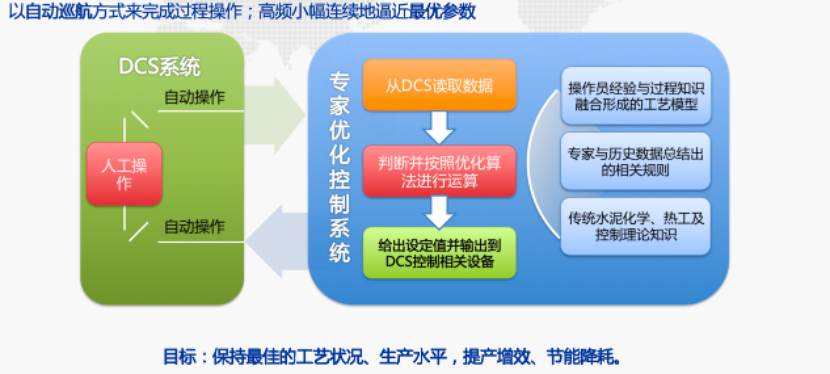 以自动巡航方式来完成过程操作；高频小幅连续地逼近最优参数
DCS系统
自动操作
人工操
作
自动操作
专家优化控制系统
从DCS读取数据
判断并按照优化算
法进行运算
给出设定值并输出到
DCS控制相关设备
操作员经验与过程知识
融合形成的工艺模型
专家与历史数据总结出
的相关规则
传统水泥化学、热工及
控制理论知识
目标：保持最佳的工艺状况、生产水平，提产增效、节能降耗。